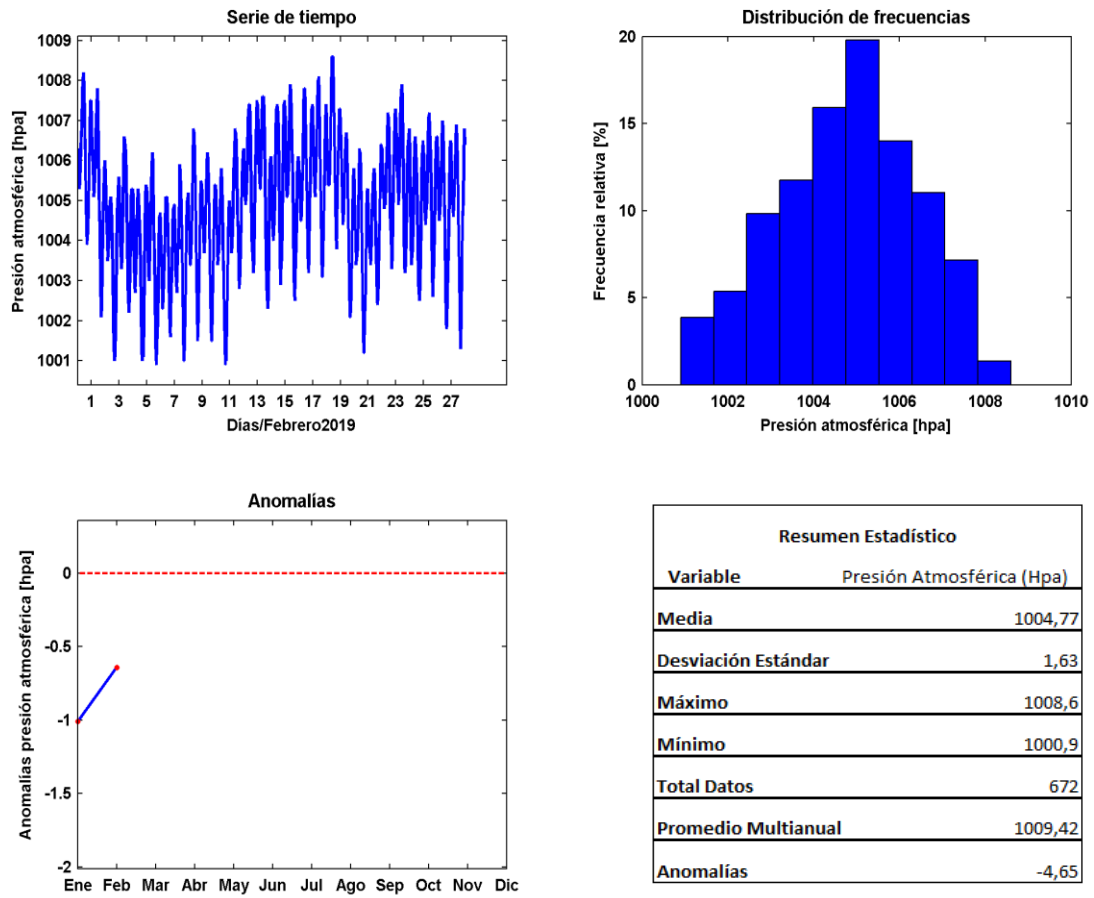 Serie de tiempo
Presión atmosférica [hpa]
1009
1008
1007
1006
1005
1004
1003
1002
1001
1 3 5 7 9 11 13 15 17 19 21 23 25 27
Días/Febrero2019
Distribución de frecuencias
Frecuencia relativa [%]
20
15
10
5
0
1000 1002 1004 1006 1008 1010
Presión atmosférica [hpa]
Anomalías
Anomalías presión atmosférica [hpa]
0
-0.5
-1
-1.5
-2
Ene Feb Mar Abr May Jun Jul Ago Sep Oct Nov Dic
Resumen Estadístico
Variable Presión Atmosférica (Hpa)
Media 1004,77
Desviación Estándar 1,63
Máximo 1008,6
Mínimo 1000,9
Total Datos 672
Promedio Multianual 1009,42
Anomalías -4,65